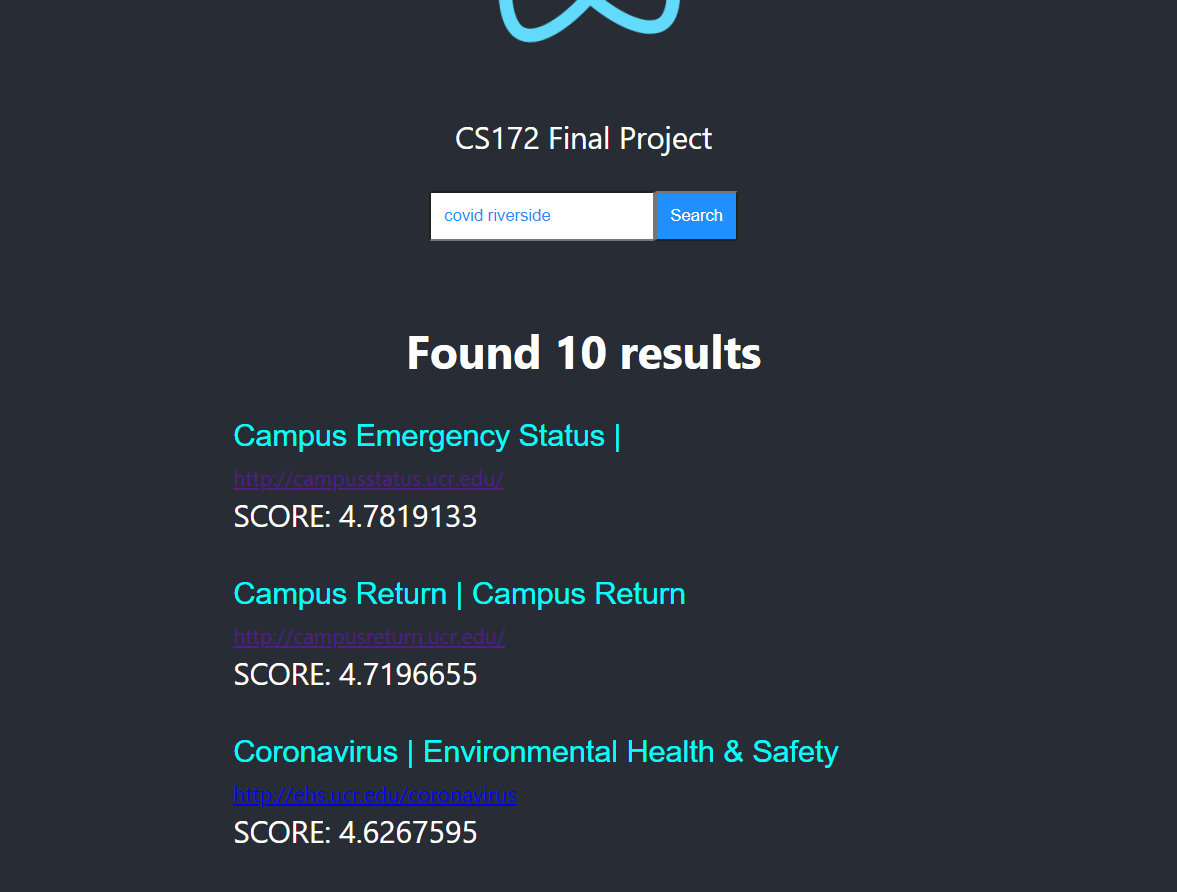 CS172 Final Project
covid riverside
Search
Found 10 results
Campus Emergency Status |
http://campusstatus.ucr.edu/
SCORE: 4.7819133
Campus Return | Campus Return
http://campusreturn.ucr.edu/
SCORE: 4.7196655
Coronavirus | Environmental Health & Safety
http://ehs.ucr.edu/coronavirus
SCORE: 4.6267595